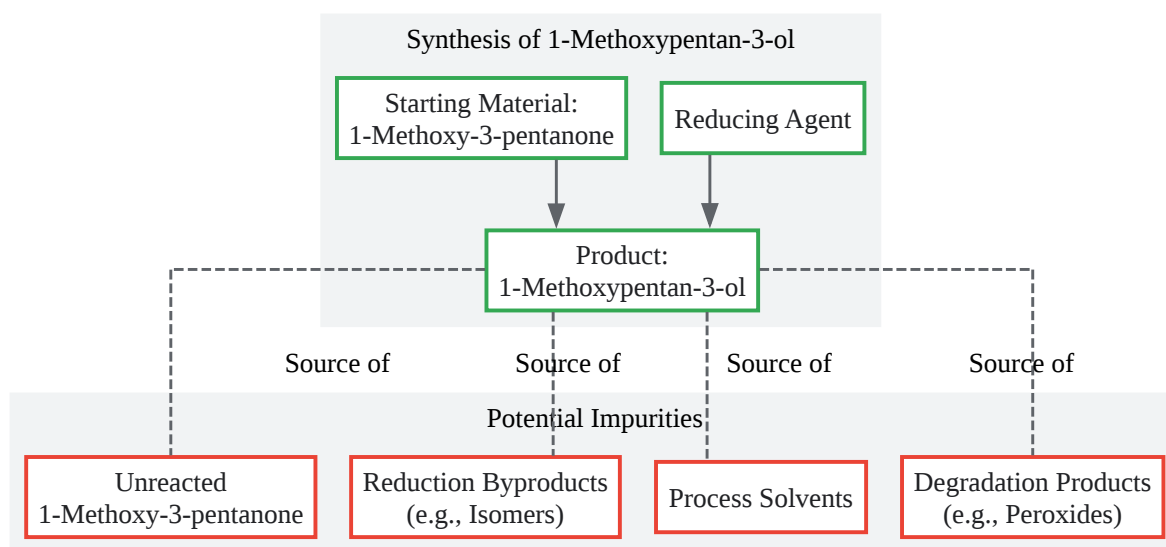 Synthesis of 1-Methoxypentan-3-ol
Starting Material:
1-Methoxy-3-pentanone
Reducing Agent
Product:
1-Methoxypentan-3-ol
Source of
Source of
Source of
Source of
Potential Impurities
Unreacted
1-Methoxy-3-pentanone
Reduction Byproducts
(e.g., Isomers)
Process Solvents
Degradation Products
(e.g., Peroxides)